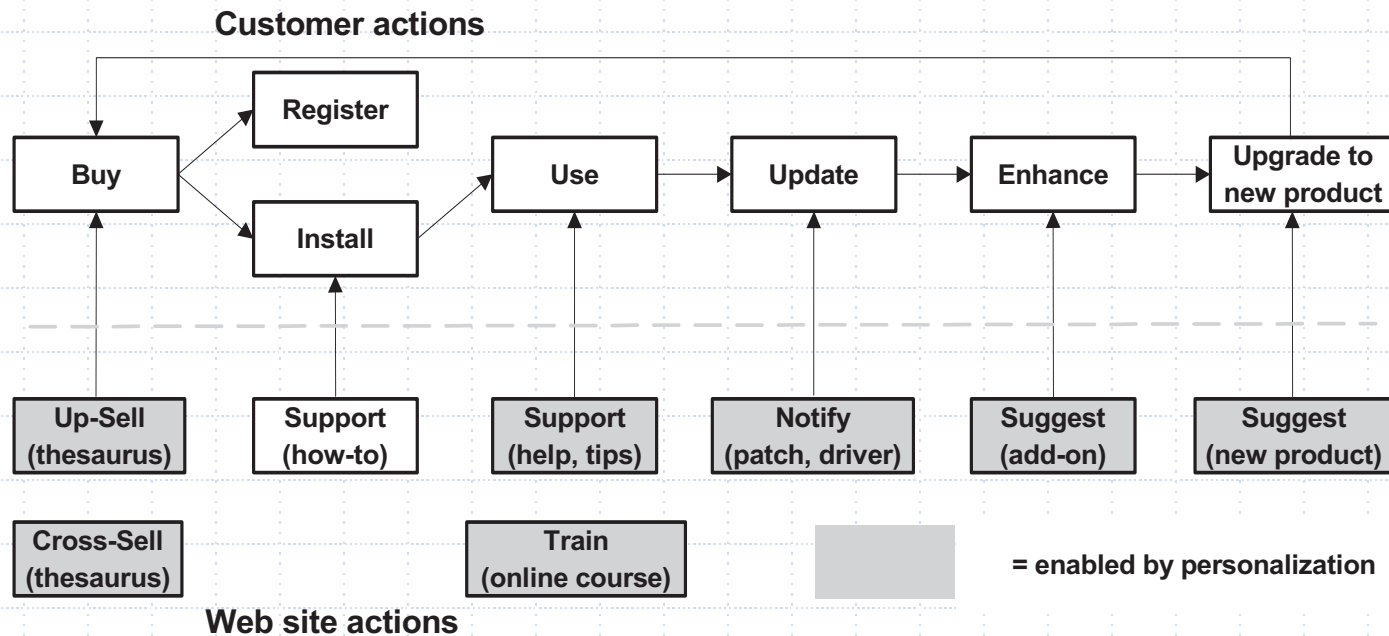 Customer actions
Register
Buy
Use
Update
Enhance
Upgrade to
new product
Install
Up-Sell
(thesaurus)
Support
(how-to)
Support
(help, tips)
Notify
(patch, driver)
Suggest
(add-on)
Suggest
(new product)
Cross-Sell
(thesaurus)
Train
(online course)
= enabled by personalization
Web site actions